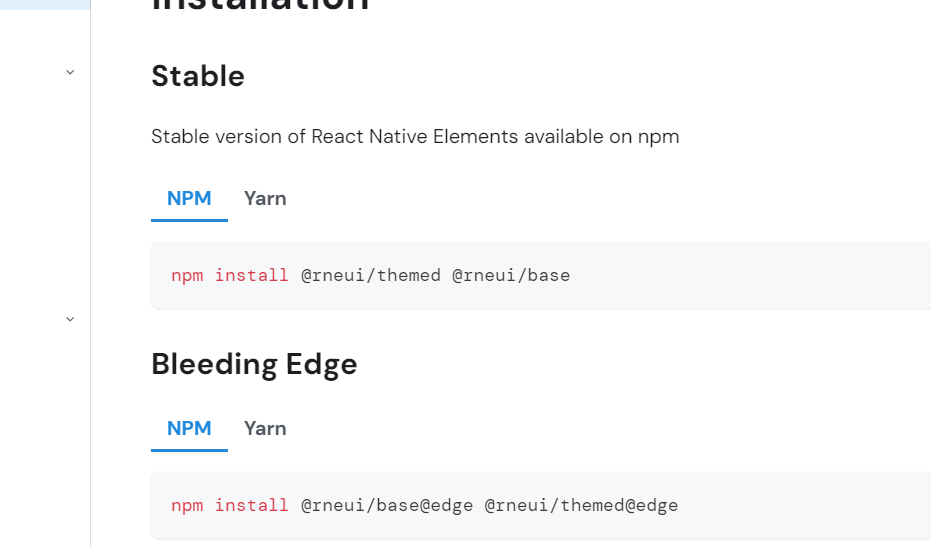 Installation
Stable
Stable version of React Native Elements available on npm
NPM Yarn
npm install @rneui/themed @rneui/base
Bleeding Edge
NPM Yarn
npm install @rneui/base@edge @rneui/themed@edge